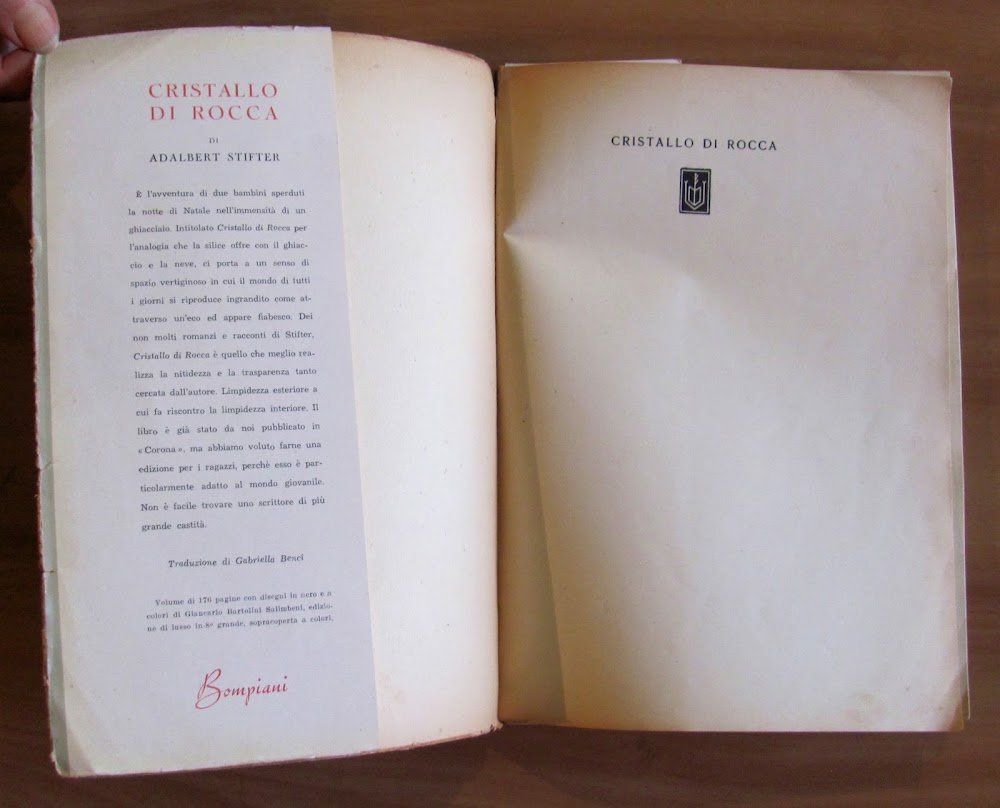 CRISTALLO
DI ROCCA
DI
ADALBERT STIFTER
È l'avventura di due bambini sperduti
la notte di Natale nell'immensità di un
ghiacciaio. Intitolato Cristallo di Rocca per
l'analogia che la silice offre con il ghiac-
cio e la neve, ci porta a un senso di
spazio vertiginoso in cui il mondo di tutti
i giorni si riproduce ingrandito come at-
traverso un'eco ed appare fiabesco. Dei
non molti romanzi e racconti di Stifter,
Cristallo di Rocca è quello che meglio rea-
lizza la nitidezza e la trasparenza tanto
cercata dall'autore. Limpidezza esteriore a
cui fa riscontro la limpidezza interiore. Il
libro è già stato da noi pubblicato in
« Corona », ma abbiamo voluto farne una
edizione per i ragazzi, perchè esso è par-
ticolarmente adatto al mondo giovanile.
Non è facile trovare uno scrittore di più
grande castità.
Traduzione di Gabriella Benci
Volume di 176 pagine con disegni in nero e a
colori di Giancarlo Bartolini Salimbeni, edizio-
ne di lusso in 8º grande, sopracoperta a colori.
Bompiani
CRISTALLO DI ROCCA